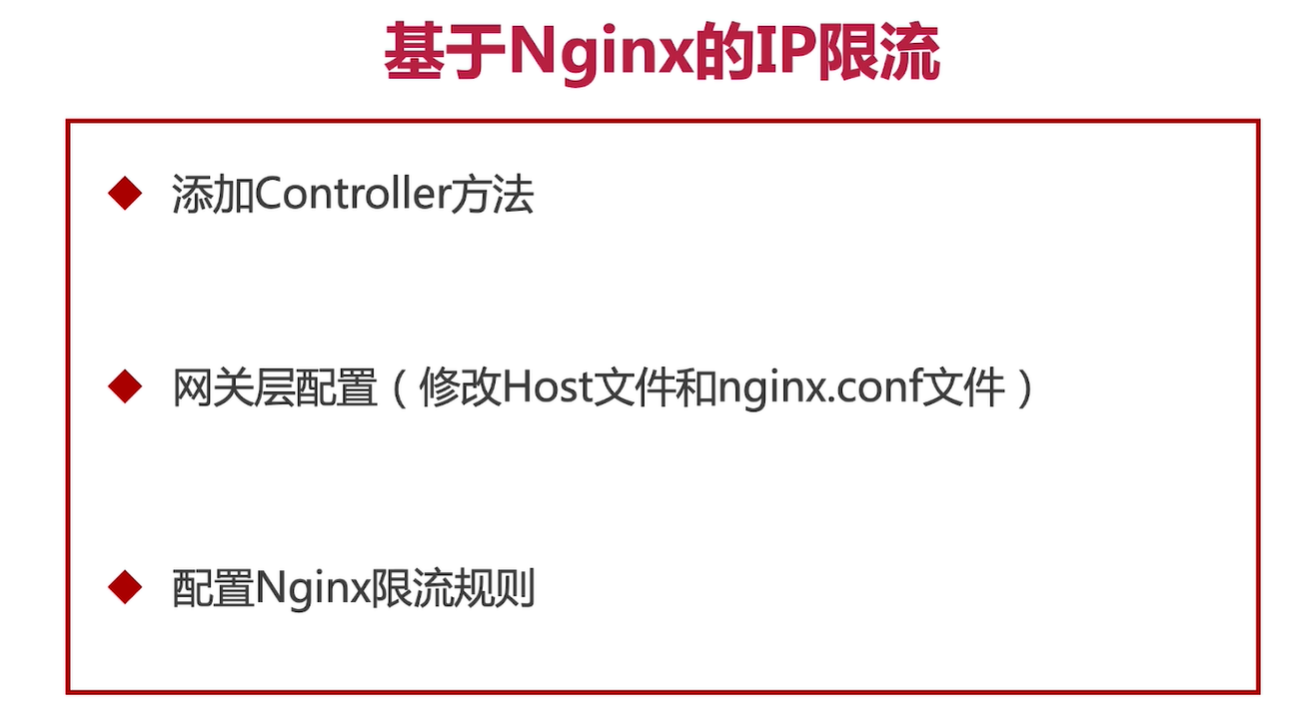 基于Nginx的IP限流
添加Controller方法
网关层配置（修改Host文件和nginx.conf文件）
配置Nginx限流规则